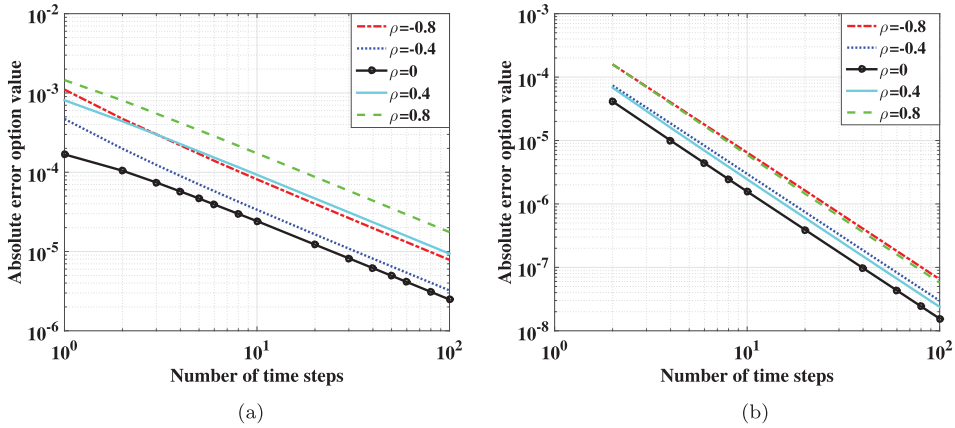 10^-2
10^-3
10^-4
10^-5
10^-6
Absolute error option value
10^0
10^1
10^2
Number of time steps
ρ=-0.8
ρ=-0.4
ρ=0
ρ=0.4
ρ=0.8
(a)
10^-3
10^-4
10^-5
10^-6
10^-7
10^-8
Absolute error option value
10^0
10^1
10^2
Number of time steps
ρ=-0.8
ρ=-0.4
ρ=0
ρ=0.4
ρ=0.8
(b)